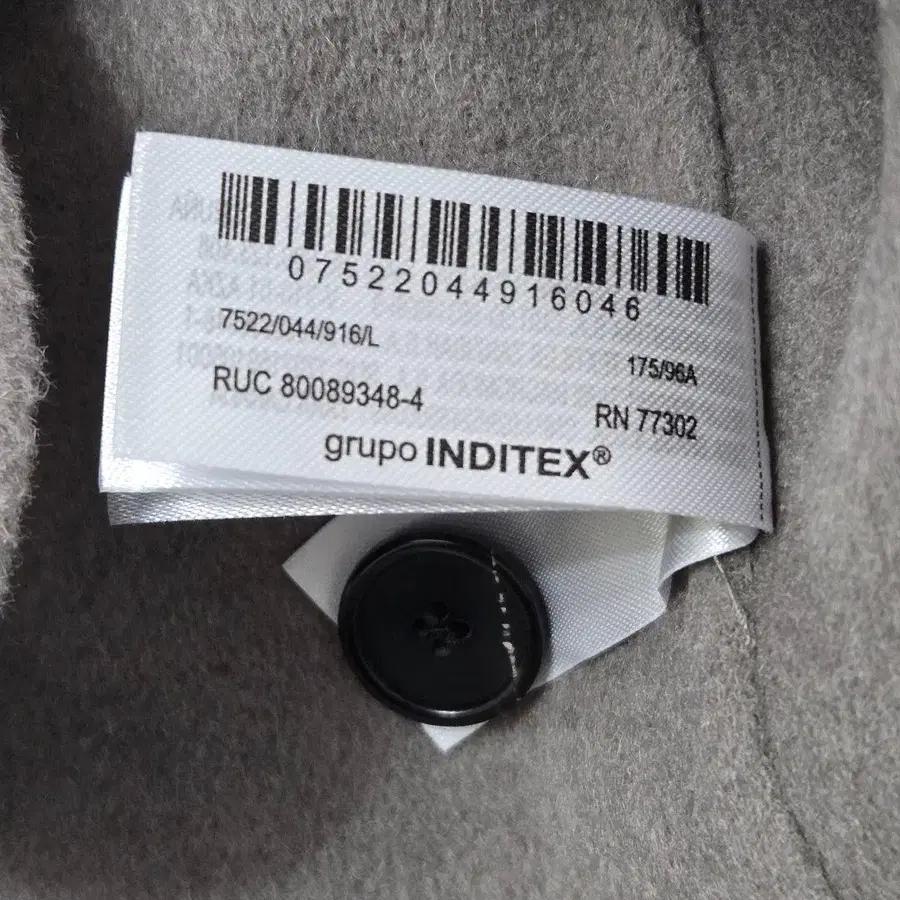 07522044916046
7522/044/916/L
175/96A
RUC 80089348-4
RN 77302
grupo INDITEX®